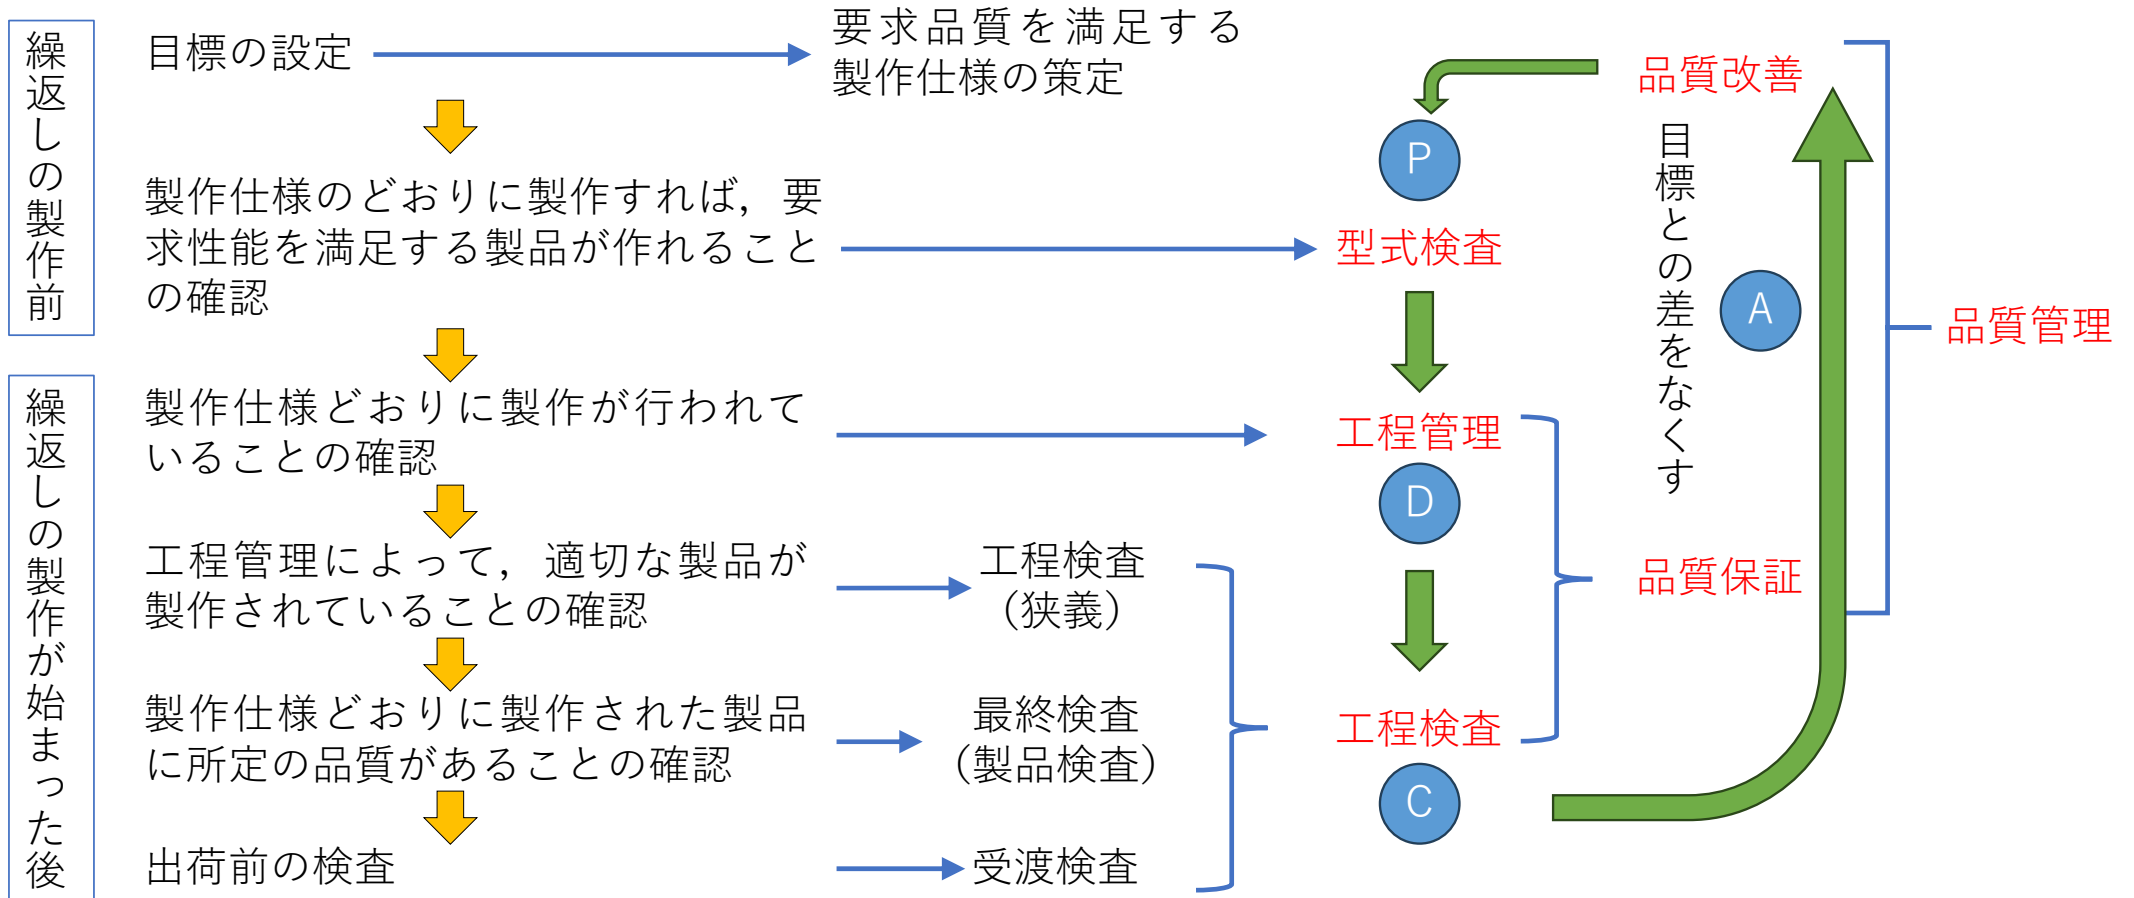 繰返しの製作前
目標の設定
要求品質を満足する
製作仕様の策定
製作仕様のどおりに製作すれば，要
求性能を満足する製品が作れること
の確認
繰返しの製作が始まった後
製作仕様どおりに製作が行われて
いることの確認
工程管理によって，適切な製品が
製作されていることの確認
工程検査
（狭義）
製作仕様どおりに製作された製品
に所定の品質があることの確認
最終検査
（製品検査）
出荷前の検査
受渡検査
P
型式検査
工程管理
D
工程検査
C
品質改善
目標との差をなくす
A
品質保証
品質管理